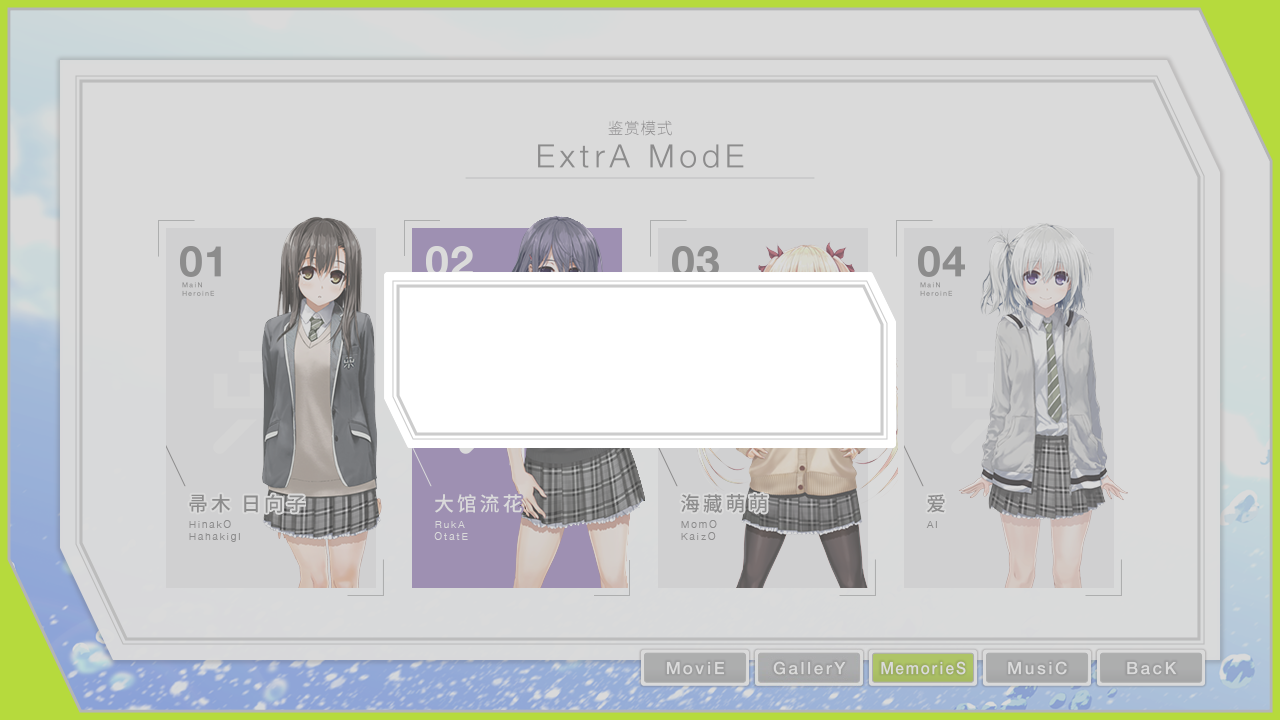 鉴赏模式
ExtrA ModE
01
MaiN
HeroinE
02
03
04
MaiN
HeroinE
帚木 日向子
HinakO
HahakigI
大馆流花
RukA
OtatE
海藏萌萌
MomO
KaizO
爱
AI
MoviE
GallerY
MemorieS
MusiC
BacK